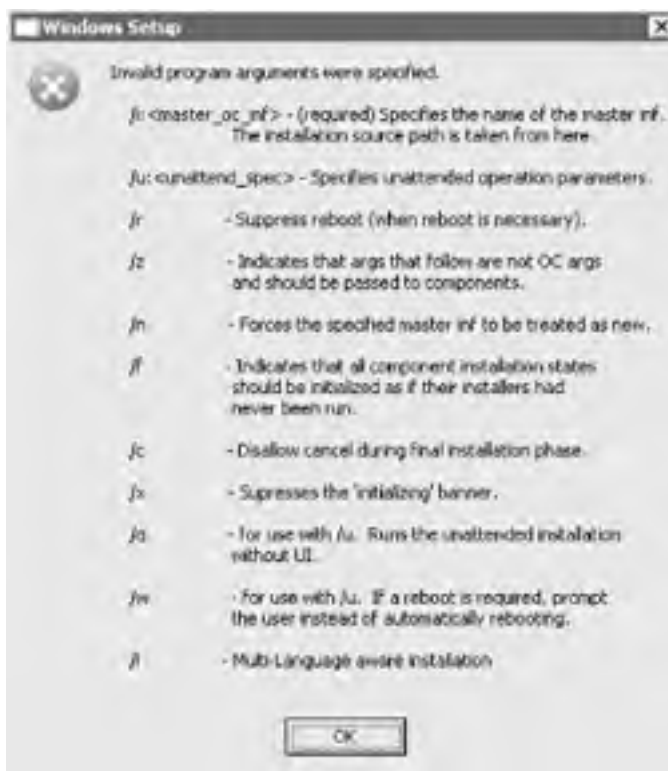 Windows Setup
Invalid program arguments were specified.
/i: <master_oc_inf> - (required) Specifies the name of the master inf.
The installation source path is taken from here.
/u: <unattend_spec> - Specifies unattended operation parameters.
/r - Suppress reboot (when reboot is necessary).
/z - Indicates that args that follow are not OC args
and should be passed to components.
/n - Forces the specified master inf to be treated as new.
/f - Indicates that all component installation states
should be initialized as if their installers had
never been run.
/c - Disallow cancel during final installation phase.
/x - Supresses the 'initializing' banner.
/q - for use with /u. Runs the unattended installation
without UI.
/w - for use with /u. If a reboot is required, prompt
the user instead of automatically rebooting.
/l - Multi-Language aware installation
OK